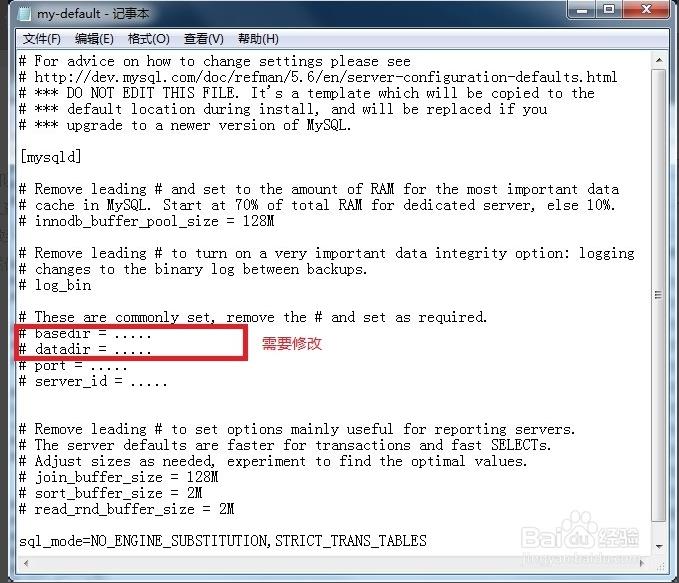 my-default - 记事本
文件(F) 编辑(E) 格式(O) 查看(V) 帮助(H)
# For advice on how to change settings please see
# http://dev.mysql.com/doc/refman/5.6/en/server-configuration-defaults.html
# *** DO NOT EDIT THIS FILE. It's a template which will be copied to the
# *** default location during install, and will be replaced if you
# *** upgrade to a newer version of MySQL.
[mysqld]
# Remove leading # and set to the amount of RAM for the most important data
# cache in MySQL. Start at 70% of total RAM for dedicated server, else 10%.
# innodb_buffer_pool_size = 128M
# Remove leading # to turn on a very important data integrity option: logging
# changes to the binary log between backups.
# log_bin
# These are commonly set, remove the # and set as required.
# basedir = .....
# datadir = .....
需要修改
# port = .....
# server_id = .....
# Remove leading # to set options mainly useful for reporting servers.
# The server defaults are faster for transactions and fast SELECTs.
# Adjust sizes as needed, experiment to find the optimal values.
# join_buffer_size = 128M
# sort_buffer_size = 2M
# read_rnd_buffer_size = 2M
sql_mode=NO_ENGINE_SUBSTITUTION,STRICT_TRANS_TABLES
Baidu 经验
jingyan.baidu.com